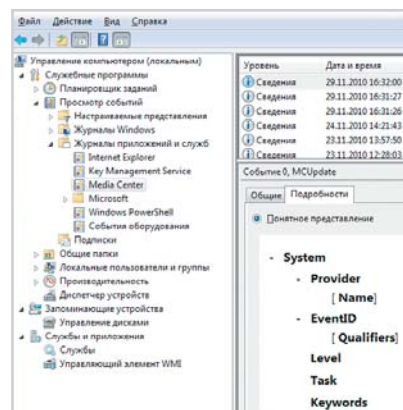 Файл Действие Вид Справка
Управление компьютером (локальным)
Служебные программы
Планировщик заданий
Просмотр событий
Настраиваемые представления
Журналы Windows
Журналы приложений и служб
Internet Explorer
Key Management Service
Media Center
Microsoft
Windows PowerShell
События оборудования
Подписки
Общие папки
Локальные пользователи и группы
Производительность
Диспетчер устройств
Запоминающие устройства
Управление дисками
Службы и приложения
Службы
Управляющий элемент WMI
Уровень Дата и время
Сведения 29.11.2010 16:32:00
Сведения 29.11.2010 16:31:27
Сведения 29.11.2010 16:31:26
Сведения 24.11.2010 14:21:43
Сведения 23.11.2010 13:57:50
Сведения 23.11.2010 12:28:03
Событие 0, MCUpdate
Общие Подробности
Понятное представление
- System
- Provider
[ Name]
- EventID
[ Qualifiers]
Level
Task
Keywords